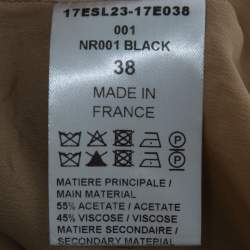 17ESL23-17E038
001
NR001 BLACK
38
MADE IN
FRANCE
MATIERE PRINCIPALE /
MAIN MATERIAL
55% ACETATE / ACETATE
45% VISCOSE / VISCOSE
MATIERE SECONDAIRE /
SECONDARY MATERIAL